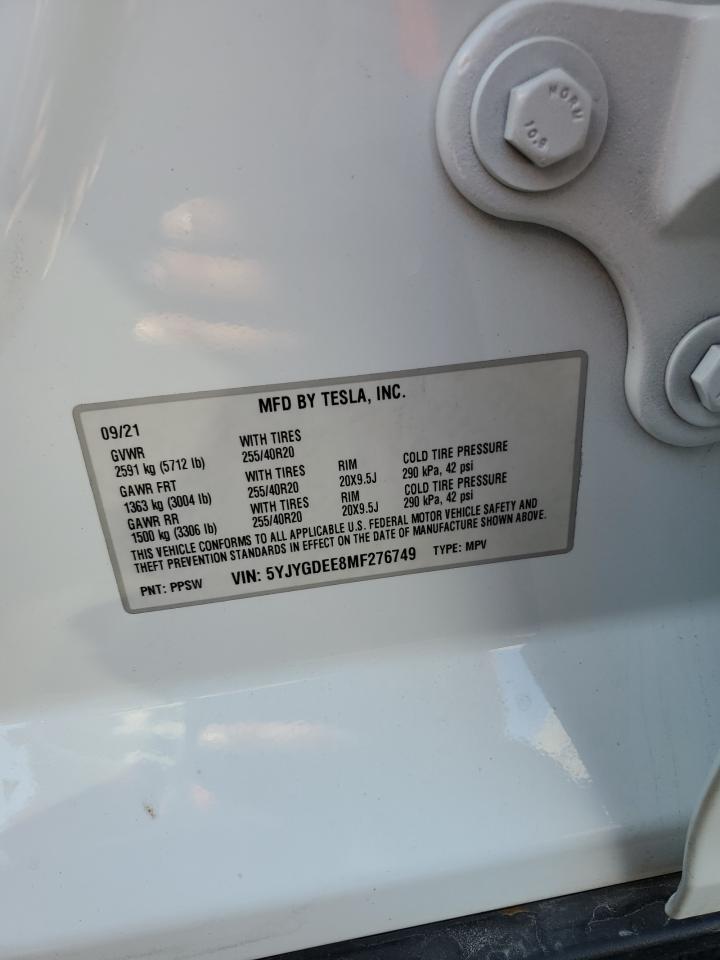 NORM
10.9
MFD BY TESLA, INC.
09/21
GVWR WITH TIRES
2591 kg (5712 lb) 255/40R20
GAWR FRT WITH TIRES RIM COLD TIRE PRESSURE
1363 kg (3004 lb) 255/40R20 20X9.5J 290 kPa, 42 psi
GAWR RR WITH TIRES RIM COLD TIRE PRESSURE
1500 kg (3306 lb) 255/40R20 20X9.5J 290 kPa, 42 psi
THIS VEHICLE CONFORMS TO ALL APPLICABLE U.S. FEDERAL MOTOR VEHICLE SAFETY AND
THEFT PREVENTION STANDARDS IN EFFECT ON THE DATE OF MANUFACTURE SHOWN ABOVE.
PNT: PPSW VIN: 5YJYGDEE8MF276749 TYPE: MPV